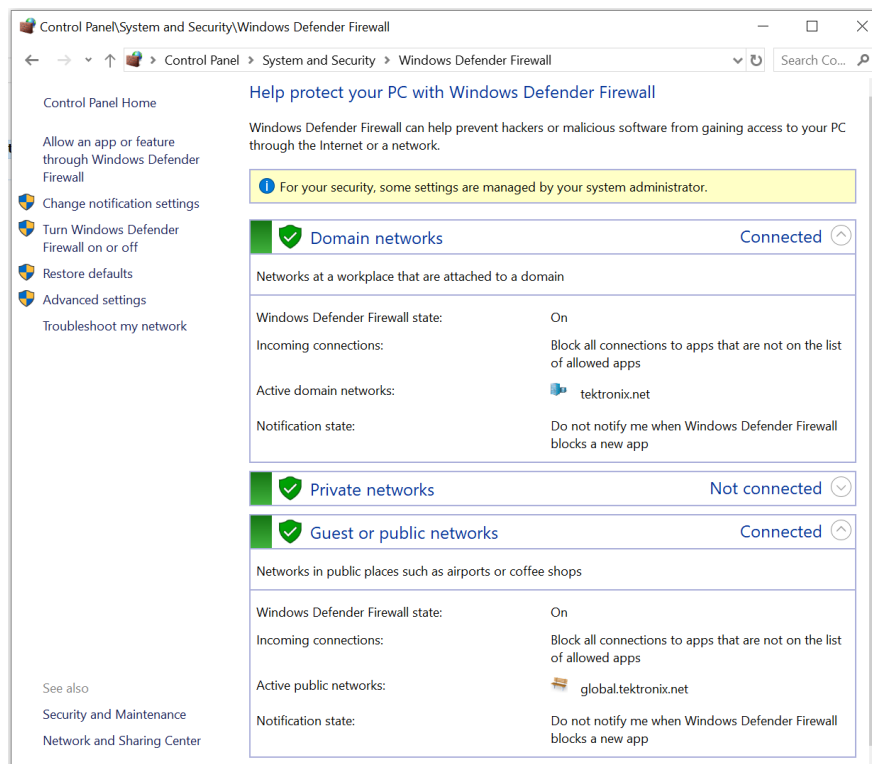 Control Panel\System and Security\Windows Defender Firewall
Control Panel > System and Security > Windows Defender Firewall
Search Co...
Control Panel Home
Allow an app or feature
through Windows Defender
Firewall
Change notification settings
Turn Windows Defender
Firewall on or off
Restore defaults
Advanced settings
Troubleshoot my network
See also
Security and Maintenance
Network and Sharing Center
Help protect your PC with Windows Defender Firewall
Windows Defender Firewall can help prevent hackers or malicious software from gaining access to your PC
through the Internet or a network.
For your security, some settings are managed by your system administrator.
Domain networks Connected
Networks at a workplace that are attached to a domain
Windows Defender Firewall state: On
Incoming connections: Block all connections to apps that are not on the list
of allowed apps
Active domain networks: tektronix.net
Notification state: Do not notify me when Windows Defender Firewall
blocks a new app
Private networks Not connected
Guest or public networks Connected
Networks in public places such as airports or coffee shops
Windows Defender Firewall state: On
Incoming connections: Block all connections to apps that are not on the list
of allowed apps
Active public networks: global.tektronix.net
Notification state: Do not notify me when Windows Defender Firewall
blocks a new app